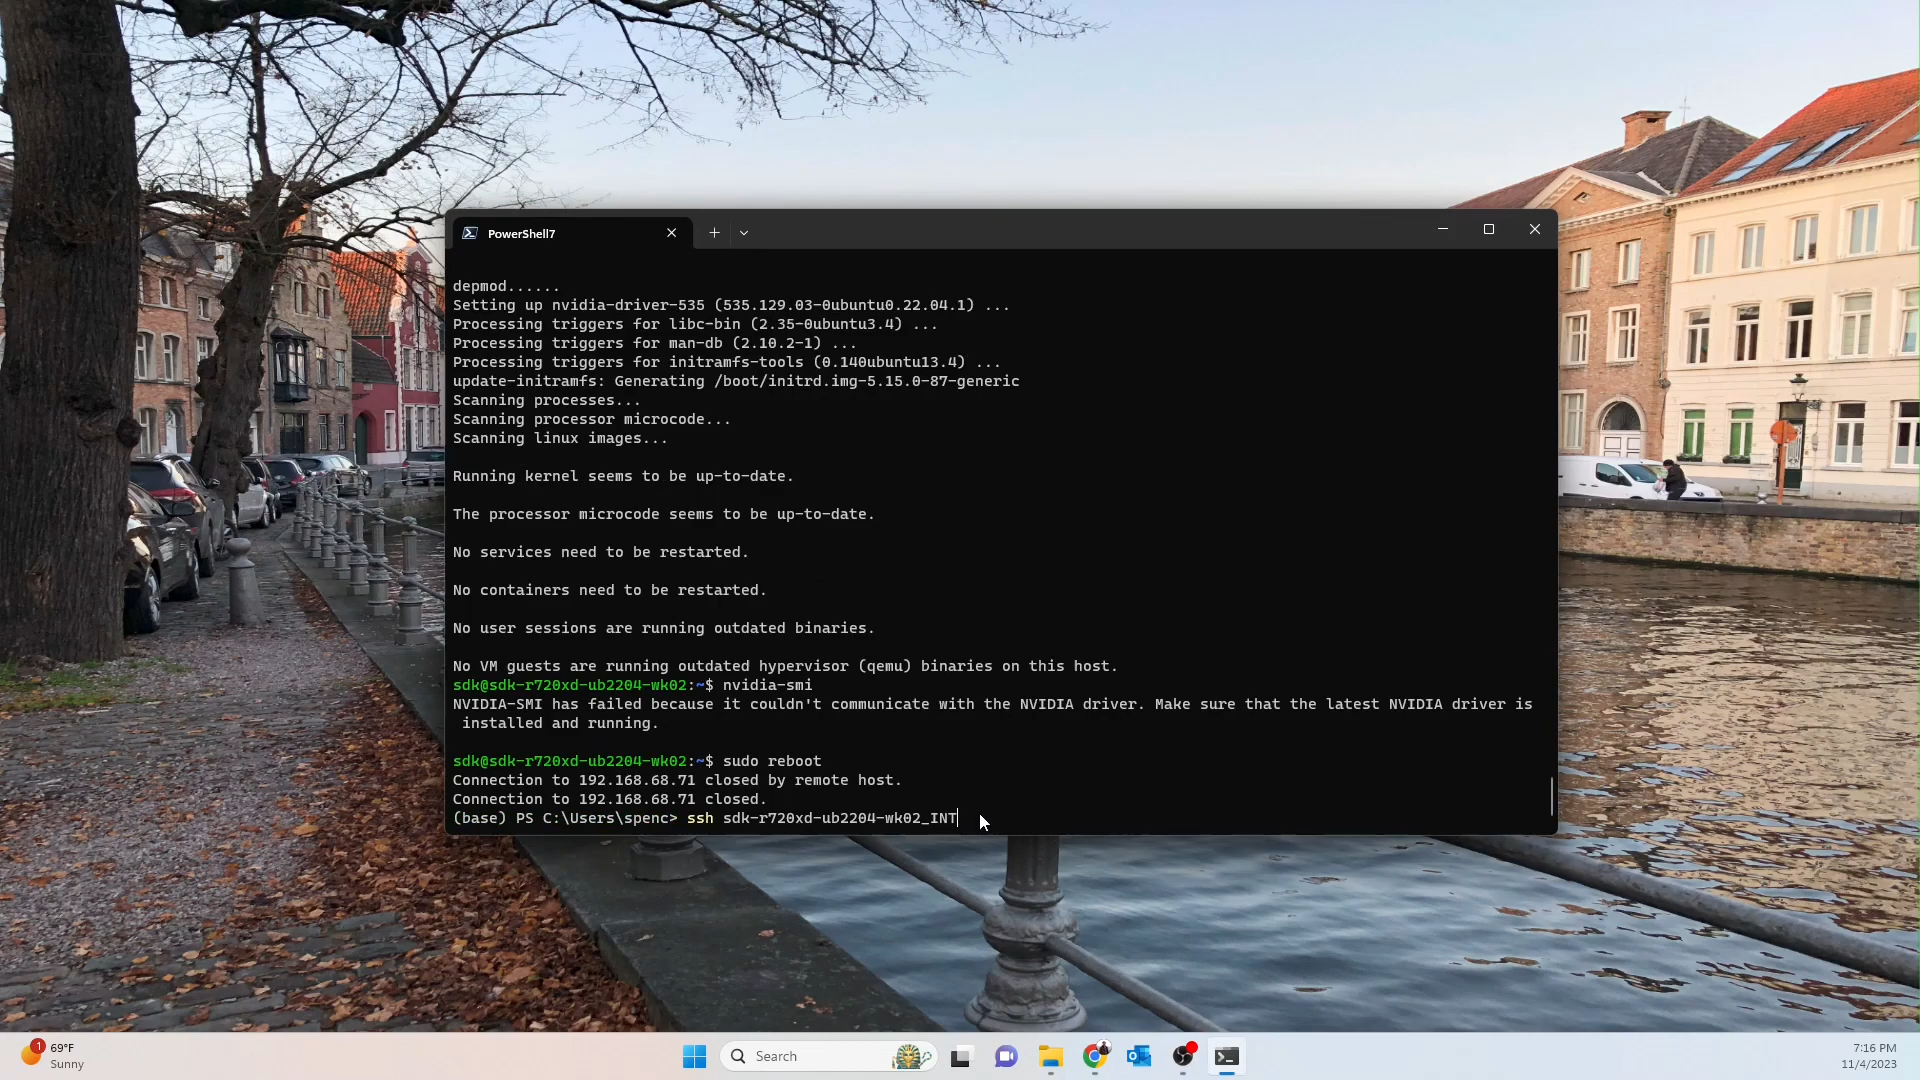 PowerShell7
depmod......
Setting up nvidia-driver-535 (535.129.03-0ubuntu0.22.04.1) ...
Processing triggers for libc-bin (2.35-0ubuntu3.4) ...
Processing triggers for man-db (2.10.2-1) ...
Processing triggers for initramfs-tools (0.140ubuntu13.4) ...
update-initramfs: Generating /boot/initrd.img-5.15.0-87-generic
Scanning processes...
Scanning processor microcode...
Scanning linux images...
Running kernel seems to be up-to-date.
The processor microcode seems to be up-to-date.
No services need to be restarted.
No containers need to be restarted.
No user sessions are running outdated binaries.
No VM guests are running outdated hypervisor (qemu) binaries on this host.
sdk@sdk-r720xd-ub2204-wk02:~$ nvidia-smi
NVIDIA-SMI has failed because it couldn't communicate with the NVIDIA driver. Make sure that the latest NVIDIA driver is
installed and running.
sdk@sdk-r720xd-ub2204-wk02:~$ sudo reboot
Connection to 192.168.68.71 closed by remote host.
Connection to 192.168.68.71 closed.
(base) PS C:\Users\spenc> ssh sdk-r720xd-ub2204-wk02_INT
1
69°F
Sunny
Search
7:16 PM
11/4/2023